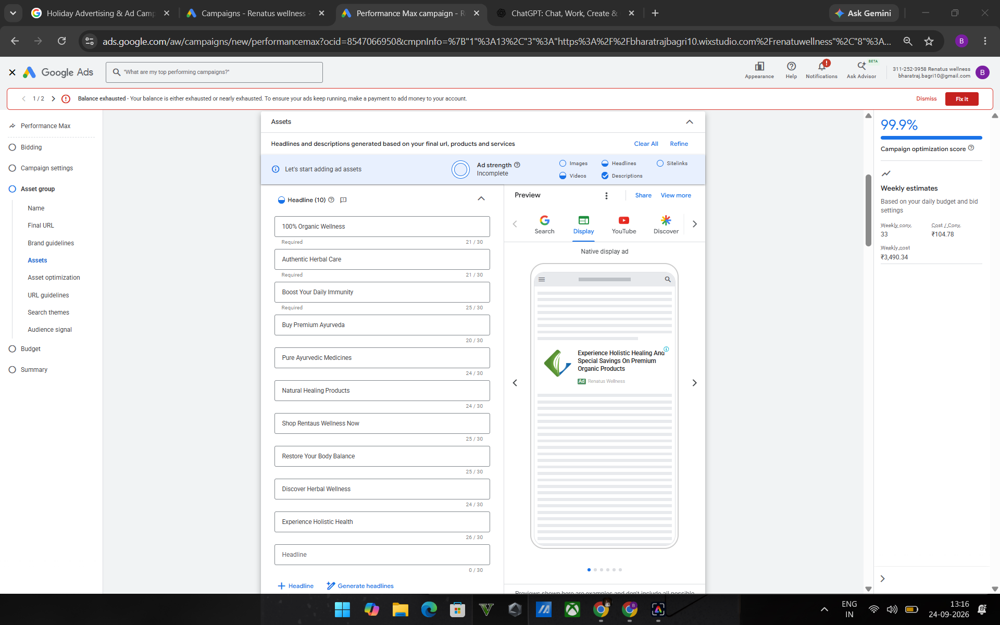 Holiday Advertising & Ad Camp
Campaigns - Renatus wellness -
Performance Max campaign - R
ChatGPT: Chat, Work, Create &
Ask Gemini
ads.google.com/aw/campaigns/new/performancemax?ocid=8547066950&cmpnInfo=%7B"1"%3A13%2C"3"%3A"https%3A%2F%2Fbharatrajbagri10.wixstudio.com%2Frenatuwellness"%2C"8"%3A...
B
Google Ads
"What are my top performing campaigns?"
Appearance
Help
Notifications
BETA
Ask Advisor
311-252-3958 Renatus wellness
bharatraj.bagri10@gmail.com
B
1 / 2
Balance exhausted - Your balance is either exhausted or nearly exhausted. To ensure your ads keep running, make a payment to add money to your account.
Dismiss
Fix It
Performance Max
Bidding
Campaign settings
Asset group
Name
Final URL
Brand guidelines
Assets
Asset optimization
URL guidelines
Search themes
Audience signal
Budget
Summary
Assets
Headlines and descriptions generated based on your final url, products and services
Clear All
Refine
Let's start adding ad assets
Ad strength
Incomplete
Images
Headlines
Sitelinks
Videos
Descriptions
Headline (10)
100% Organic Wellness
Required
21 / 30
Authentic Herbal Care
Required
21 / 30
Boost Your Daily Immunity
Required
25 / 30
Buy Premium Ayurveda
20 / 30
Pure Ayurvedic Medicines
24 / 30
Natural Healing Products
24 / 30
Shop Rentaus Wellness Now
25 / 30
Restore Your Body Balance
25 / 30
Discover Herbal Wellness
24 / 30
Experience Holistic Health
26 / 30
Headline
0 / 30
Headline
Generate headlines
Preview
Share
View more
Search
Display
YouTube
Discover
Native display ad
Experience Holistic Healing And
Special Savings On Premium
Organic Products
Ad Renatus Wellness
Previews shown here are examples and don't include all possible
99.9%
Campaign optimization score
Weekly estimates
Based on your daily budget and bid
settings
Weekly conv.
33
Cost / Conv.
₹104.78
Weekly cost
₹3,490.34
ENG
IN
13:16
24-09-2026